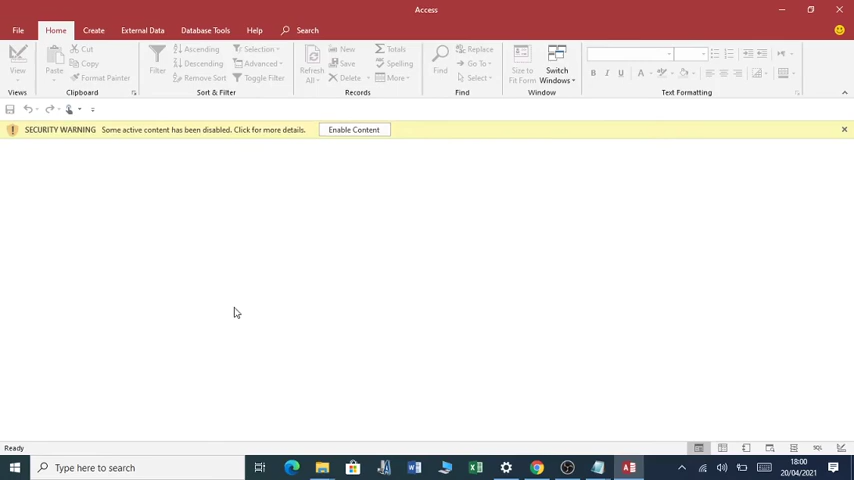 Access
File Home Create External Data Database Tools Help Search
View Paste Cut Copy Format Painter Filter Ascending Descending Remove Sort Selection Advanced Toggle Filter Refresh All New Save Delete Totals Spelling More Find Replace Go To Select Size to Fit Form Switch Windows B I U A
Views Clipboard Sort & Filter Records Find Window Text Formatting
SECURITY WARNING Some active content has been disabled. Click for more details. Enable Content
Ready SQL
Type here to search 18:00
20/04/2021